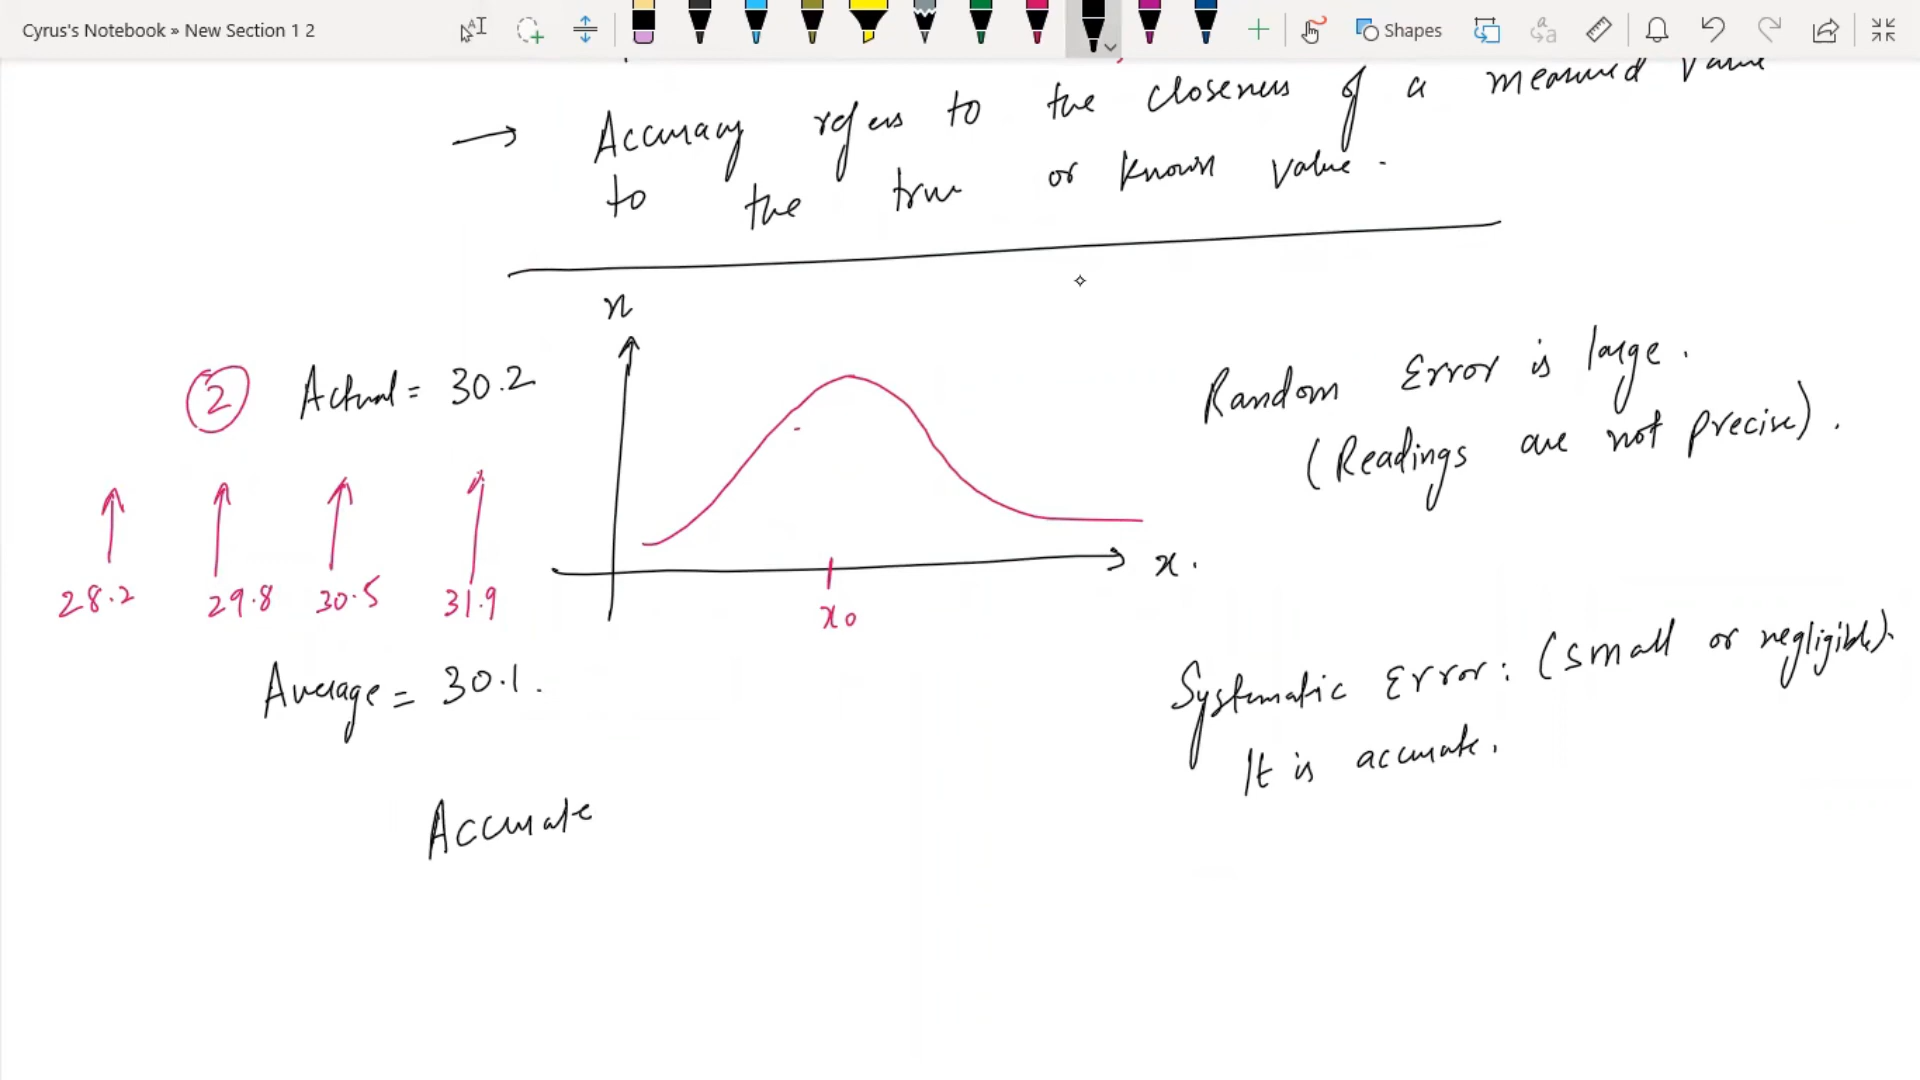 Cyrus's Notebook » New Section 1 2
Shapes
→ Accuracy refers to the closeness of a measured value
to the true or known value.
n
② Actual = 30.2
Random Error is large.
(Readings are not precise).
28.2 29.8 30.5 31.9
x.
x₀
Average = 30.1.
Systematic Error: (small or negligible).
It is accurate.
Accurate